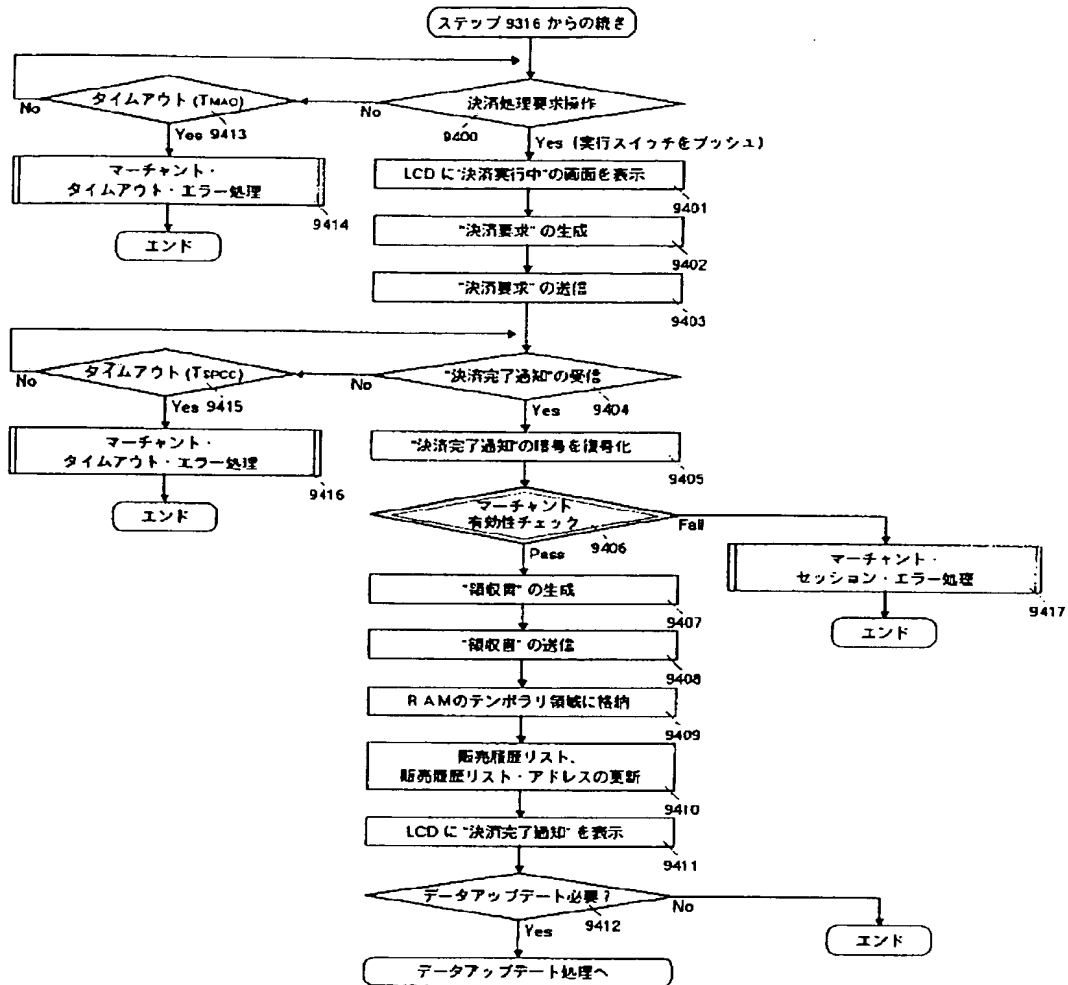 ステップ 9316 からの続き
タイムアウト (TMAO)
No
Yes 9413
決済処理要求操作
No
9400
Yes (実行スイッチをプッシュ)
マーチャント・
タイムアウト・エラー処理
9414
エンド
LCD に "決済実行中" の画面を表示
9401
"決済要求" の生成
9402
"決済要求" の送信
9403
タイムアウト (TSPCC)
No
Yes 9415
"決済完了通知" の受信
No
9404
Yes
マーチャント・
タイムアウト・エラー処理
9416
エンド
"決済完了通知" の暗号を復号化
9405
マーチャント
有効性チェック
9406
Fail
Pass
マーチャント・
セッション・エラー処理
9417
エンド
"領収書" の生成
9407
"領収書" の送信
9408
RAMのテンポラリ領域に格納
9409
販売履歴リスト、
販売履歴リスト・アドレスの更新
9410
LCD に "決済完了通知" を表示
9411
データアップデート必要?
9412
No
Yes
エンド
データアップデート処理へ